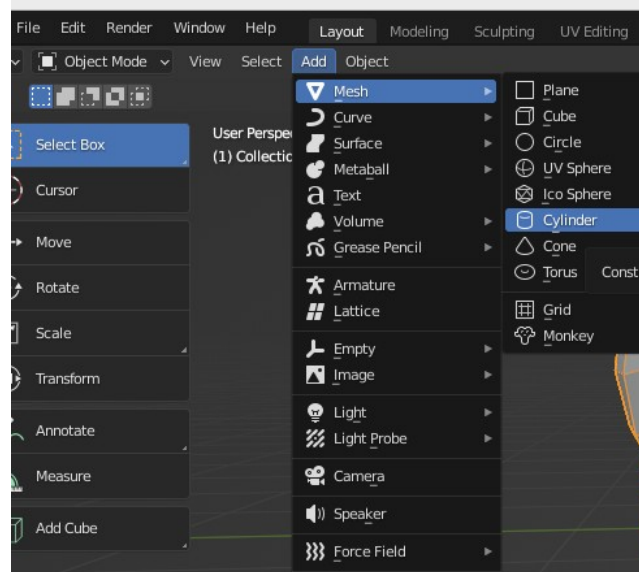 File Edit Render Window Help Layout Modeling Sculpting UV Editing
Object Mode View Select Add Object
Mesh
Curve
Surface
Metaball
Text
Volume
Grease Pencil
Armature
Lattice
Empty
Image
Light
Light Probe
Camera
Speaker
Force Field
Plane
Cube
Circle
UV Sphere
Ico Sphere
Cylinder
Cone
Torus
Const
Grid
Monkey
User Perspe
(1) Collectic
Select Box
Cursor
Move
Rotate
Scale
Transform
Annotate
Measure
Add Cube